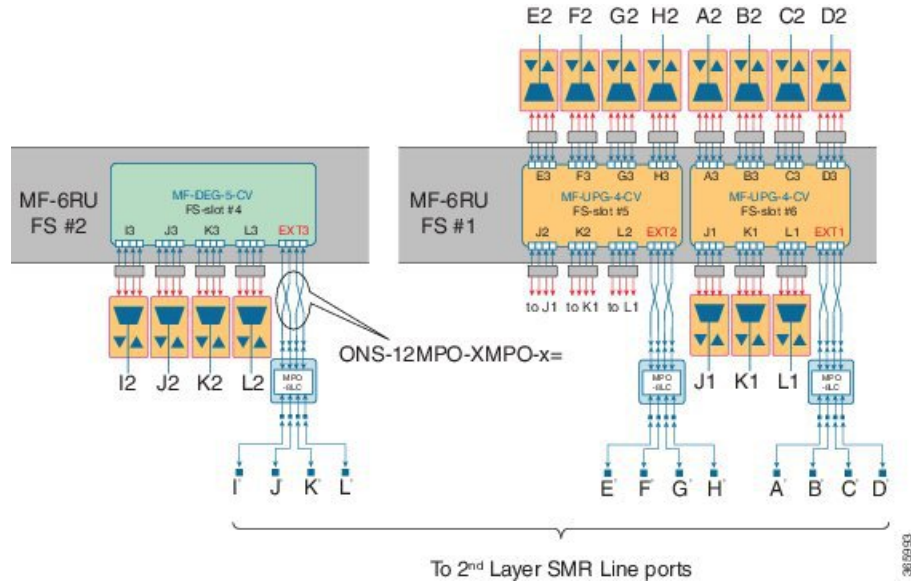 E2 F2 G2 H2 A2 B2 C2 D2
MF-6RU
FS #2
MF-DEG-5-CV
FS-slot #4
I3 J3 K3 L3 EXT3
MF-6RU
FS #1
E3 F3 G3 H3
MF-UPG-4-CV
FS-slot #5
J2 K2 L2 EXT2
A3 B3 C3 D3
MF-UPG-4-CV
FS-slot #6
J1 K1 L1 EXT1
to J1 to K1 to L1
ONS-12MPO-XMPO-x=
I2 J2 K2 L2
J1 K1 L1
MPO
-8LC
MPO
-8LC
MPO
-8LC
I' J' K' L'
E' F' G' H'
A' B' C' D'
To 2nd Layer SMR Line ports
365993